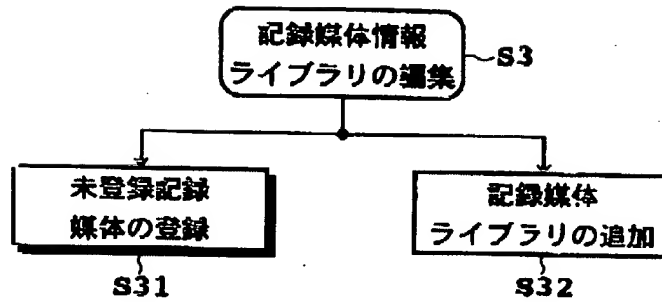 記録媒体情報
ライブラリの編集
S3
未登録記録
媒体の登録
S31
記録媒体
ライブラリの追加
S32